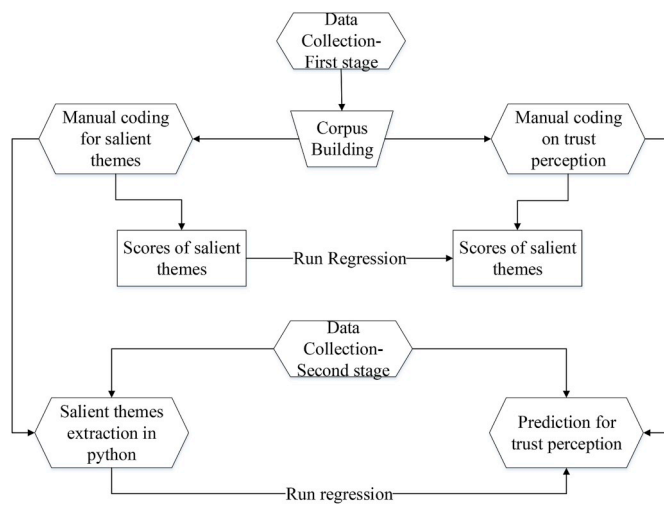 Data
Collection-
First stage
Manual coding
for salient
themes
Corpus
Building
Manual coding
on trust
perception
Scores of salient
themes
Run Regression
Scores of salient
themes
Data
Collection-
Second stage
Salient themes
extraction in
python
Prediction for
trust perception
Run regression